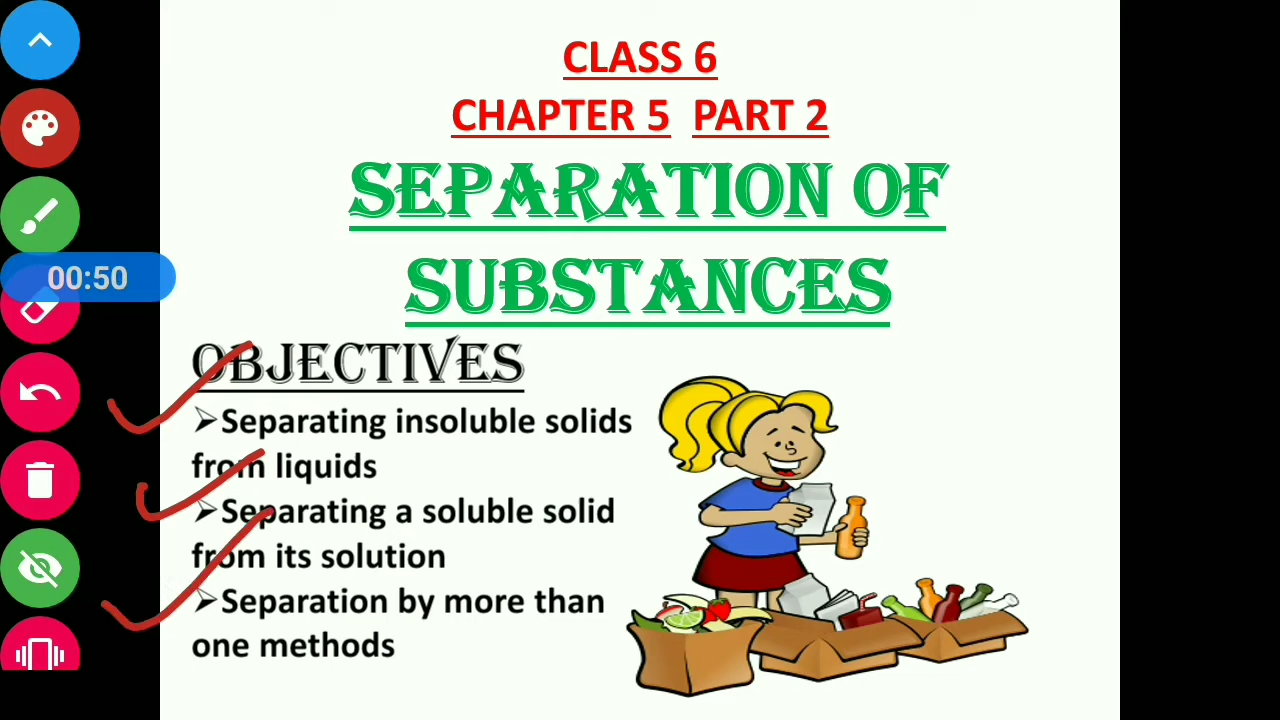 CLASS 6
CHAPTER 5 PART 2
SEPARATION OF
SUBSTANCES
00:50
OBJECTIVES
➢Separating insoluble solids
from liquids
➢Separating a soluble solid
from its solution
➢Separation by more than
one methods